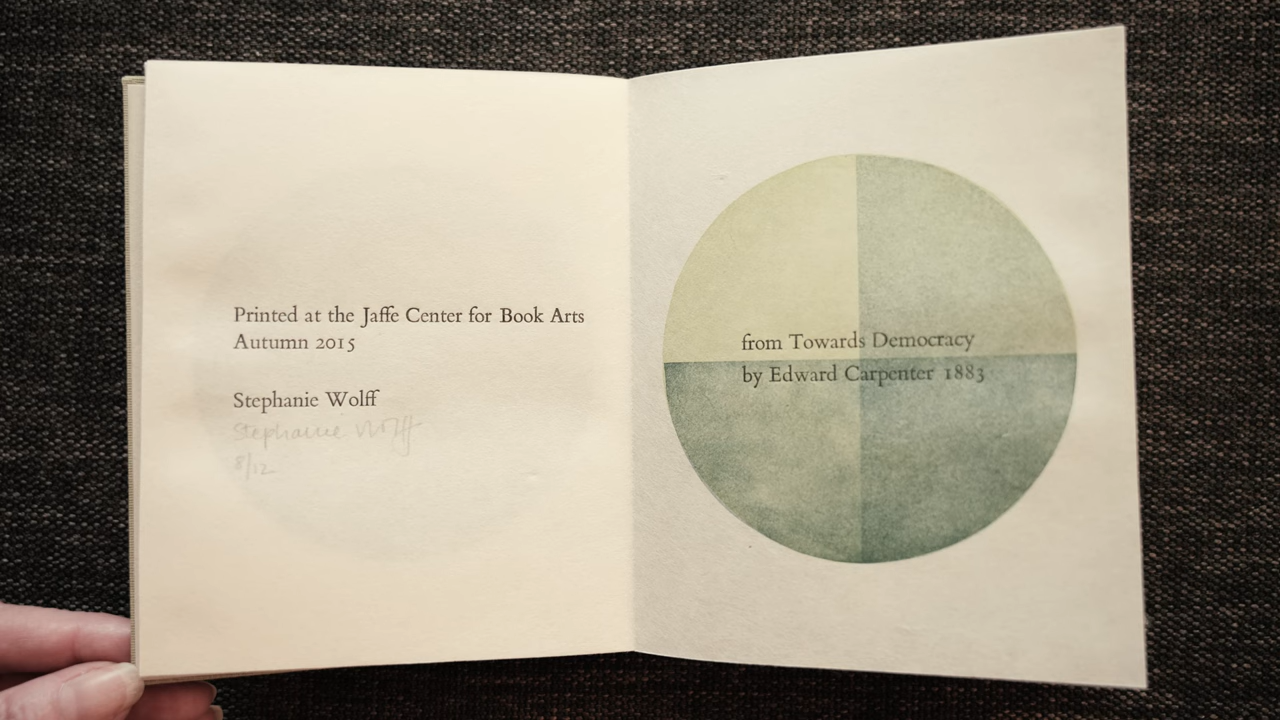 Printed at the Jaffe Center for Book Arts
Autumn 2015
Stephanie Wolff
Stephanie Wolff
8/12
from Towards Democracy
by Edward Carpenter 1883